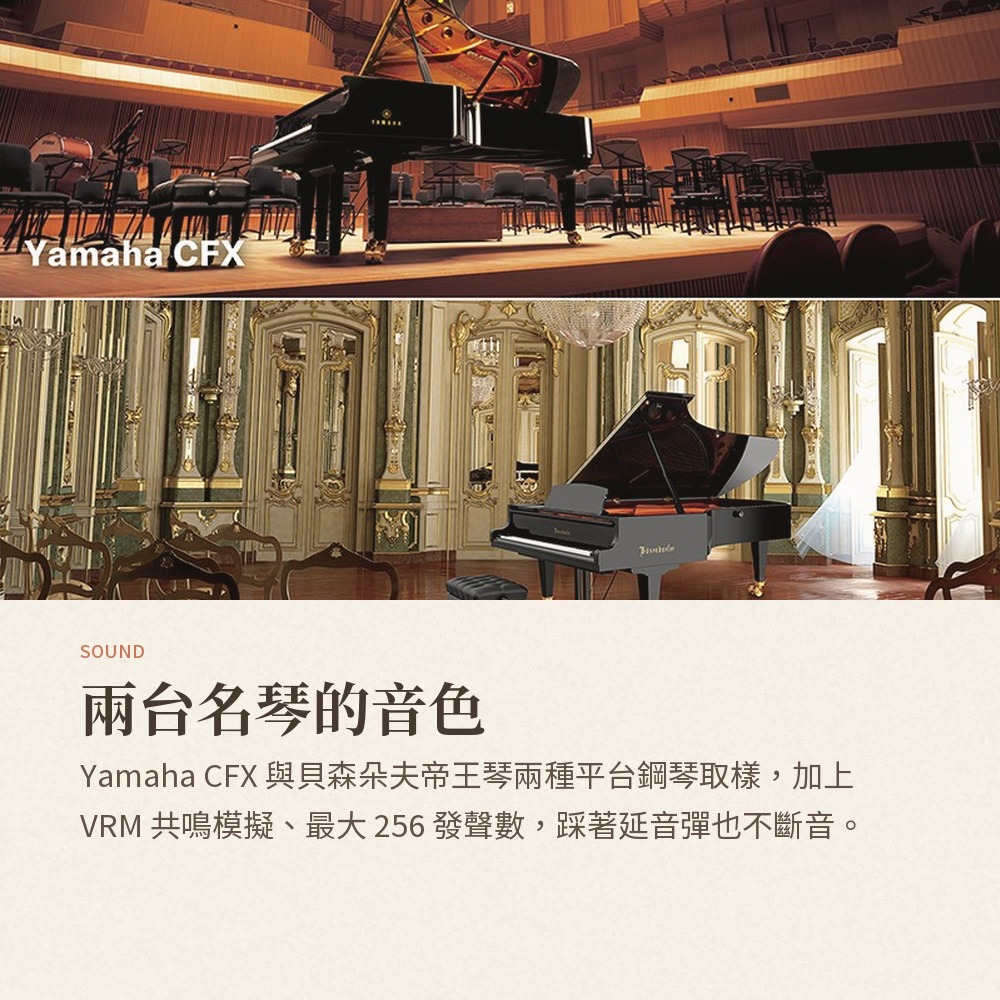 YAMAHA
Yamaha CFX
Bösendorfer
SOUND
兩台名琴的音色
Yamaha CFX 與貝森朵夫帝王琴兩種平台鋼琴取樣，加上
VRM 共鳴模擬、最大 256 發聲數，踩著延音彈也不斷音。